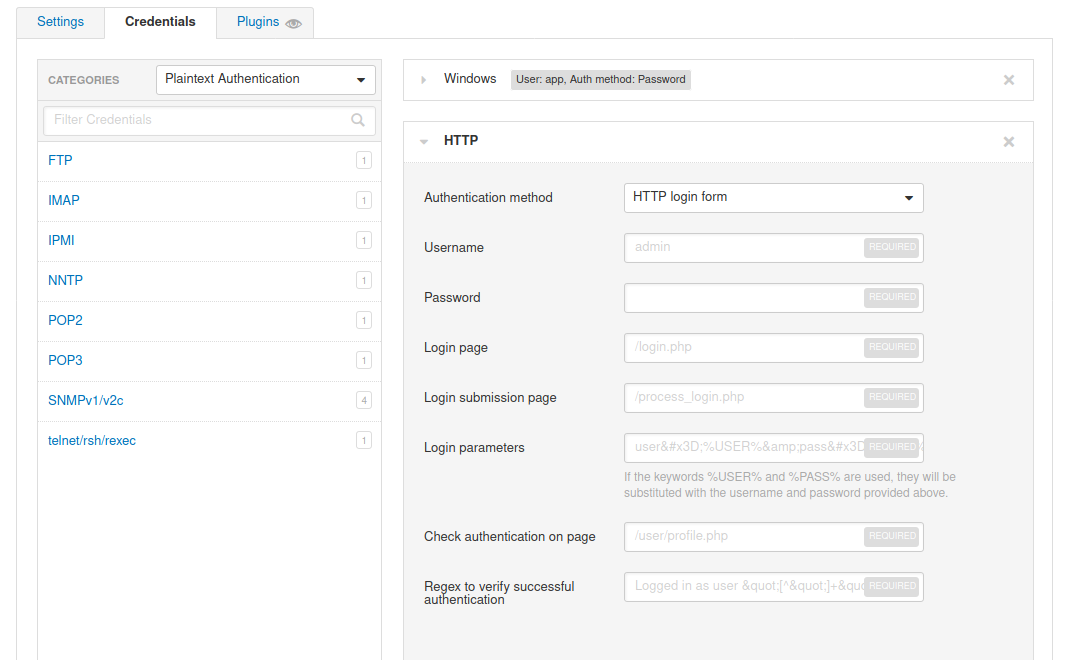 Settings
Credentials
Plugins
CATEGORIES
Plaintext Authentication
Filter Credentials
FTP 1
IMAP 1
IPMI 1
NNTP 1
POP2 1
POP3 1
SNMPv1/v2c 4
telnet/rsh/rexec 1
Windows User: app, Auth method: Password
HTTP
Authentication method HTTP login form
Username admin REQUIRED
Password REQUIRED
Login page /login.php REQUIRED
Login submission page /process_login.php REQUIRED
Login parameters user&#x3D;%USER%&amp;pass&#x3D REQUIRED
If the keywords %USER% and %PASS% are used, they will be
substituted with the username and password provided above.
Check authentication on page /user/profile.php REQUIRED
Regex to verify successful
authentication
Logged in as user &quot;[^&quot;]+&quo REQUIRED